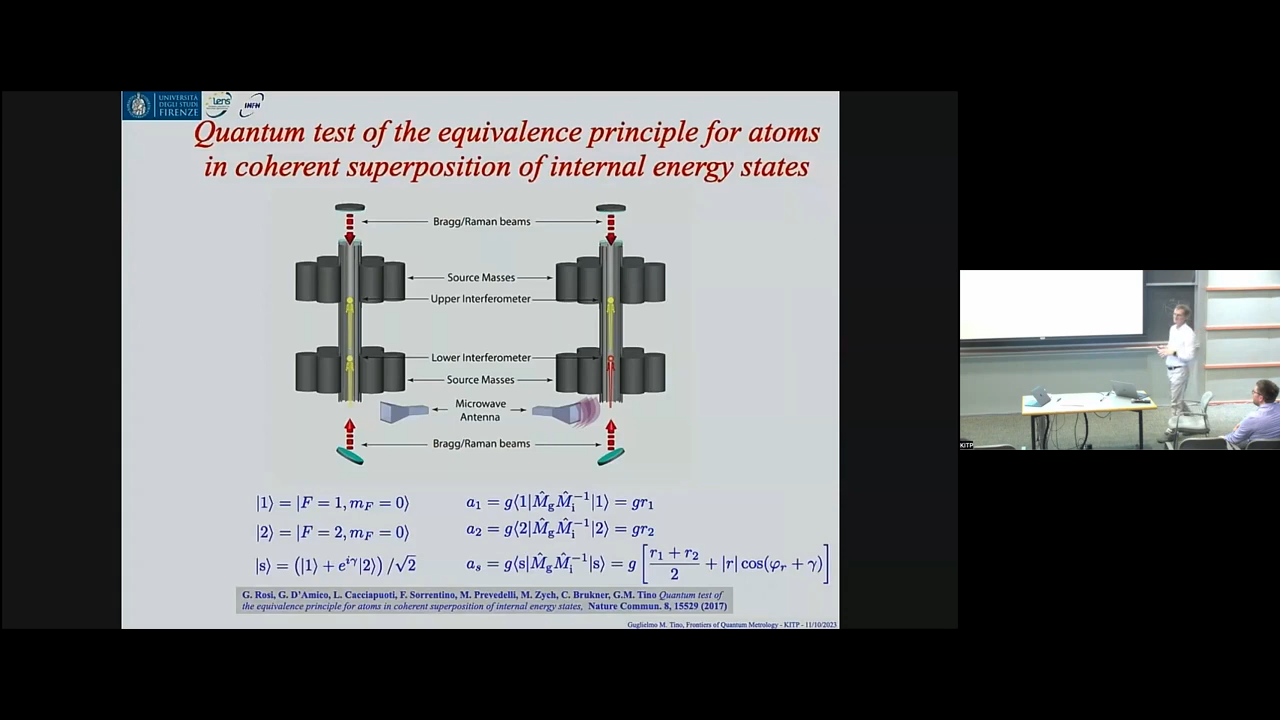 UNIVERSITÀ
DEGLI STUDI
FIRENZE
Lens
INFN
Quantum test of the equivalence principle for atoms
in coherent superposition of internal energy states
Bragg/Raman beams
Source Masses
Upper Interferometer
Lower Interferometer
Source Masses
Microwave
Antenna
Bragg/Raman beams
|1⟩ = |F = 1, m_F = 0⟩
a_1 = g⟨1|M̂_g M̂_i^{-1}|1⟩ = gr_1
|2⟩ = |F = 2, m_F = 0⟩
a_2 = g⟨2|M̂_g M̂_i^{-1}|2⟩ = gr_2
|s⟩ = (|1⟩ + e^{iγ}|2⟩)/√2
a_s = g⟨s|M̂_g M̂_i^{-1}|s⟩ = g [ (r_1 + r_2)/2 + |r| cos(φ_r + γ) ]
G. Rosi, G. D'Amico, L. Cacciapuoti, F. Sorrentino, M. Prevedelli, M. Zych, C. Brukner, G.M. Tino Quantum test of
the equivalence principle for atoms in coherent superposition of internal energy states, Nature Commun. 8, 15529 (2017)
Guglielmo M. Tino, Frontiers of Quantum Metrology - KITP - 11/10/2023
KITP